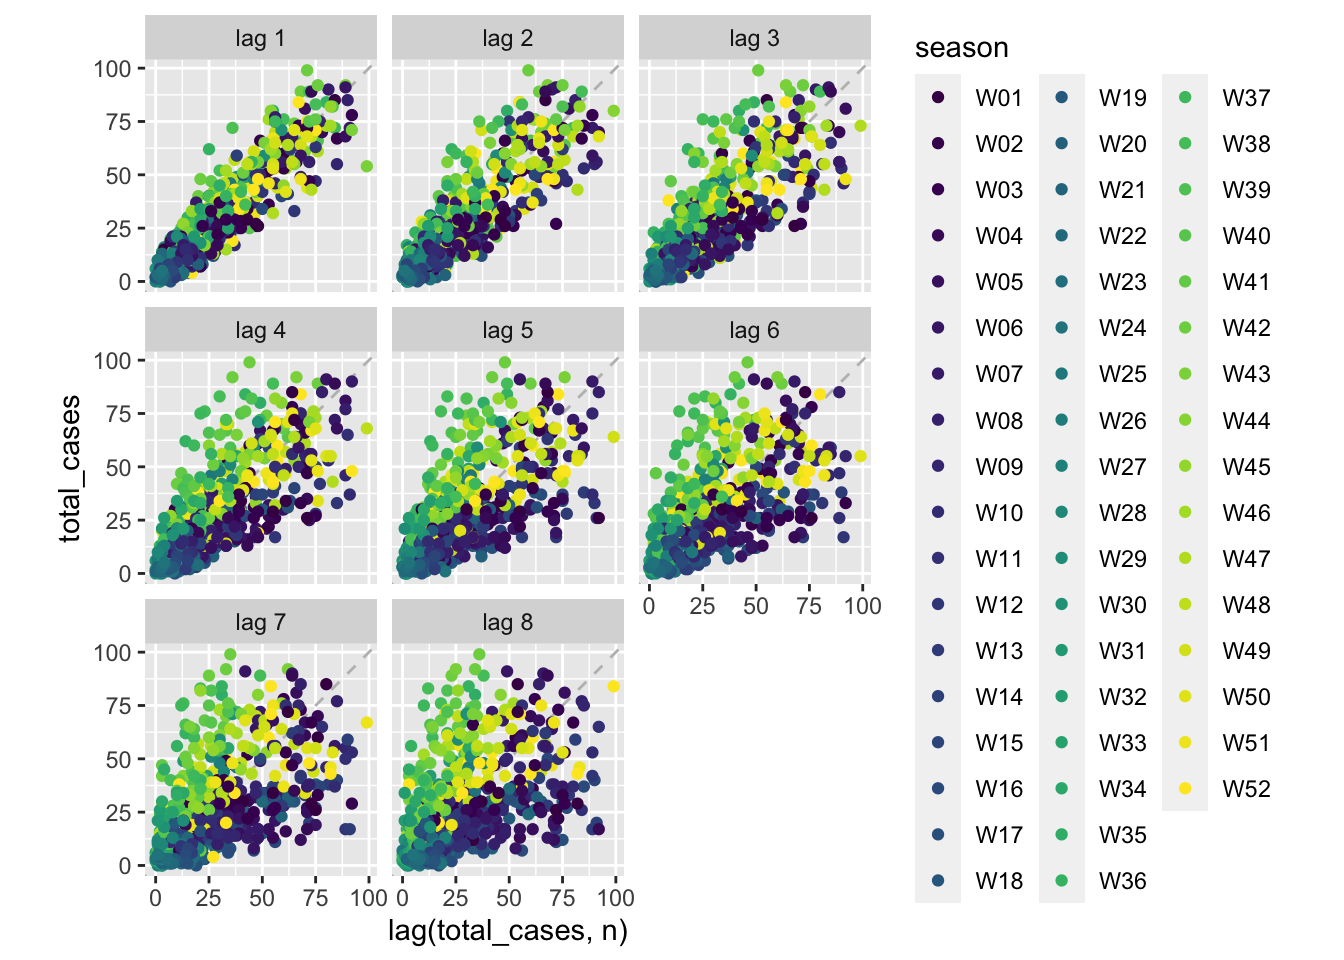 lag 1
lag 2
lag 3
100
75
50
25
0
lag 4
lag 5
lag 6
100
75
50
25
0
0 25 50 75 100
lag 7
lag 8
100
75
50
25
0
0 25 50 75 100
0 25 50 75 100
total_cases
lag(total_cases, n)
season
W01
W02
W03
W04
W05
W06
W07
W08
W09
W10
W11
W12
W13
W14
W15
W16
W17
W18
W19
W20
W21
W22
W23
W24
W25
W26
W27
W28
W29
W30
W31
W32
W33
W34
W35
W36
W37
W38
W39
W40
W41
W42
W43
W44
W45
W46
W47
W48
W49
W50
W51
W52